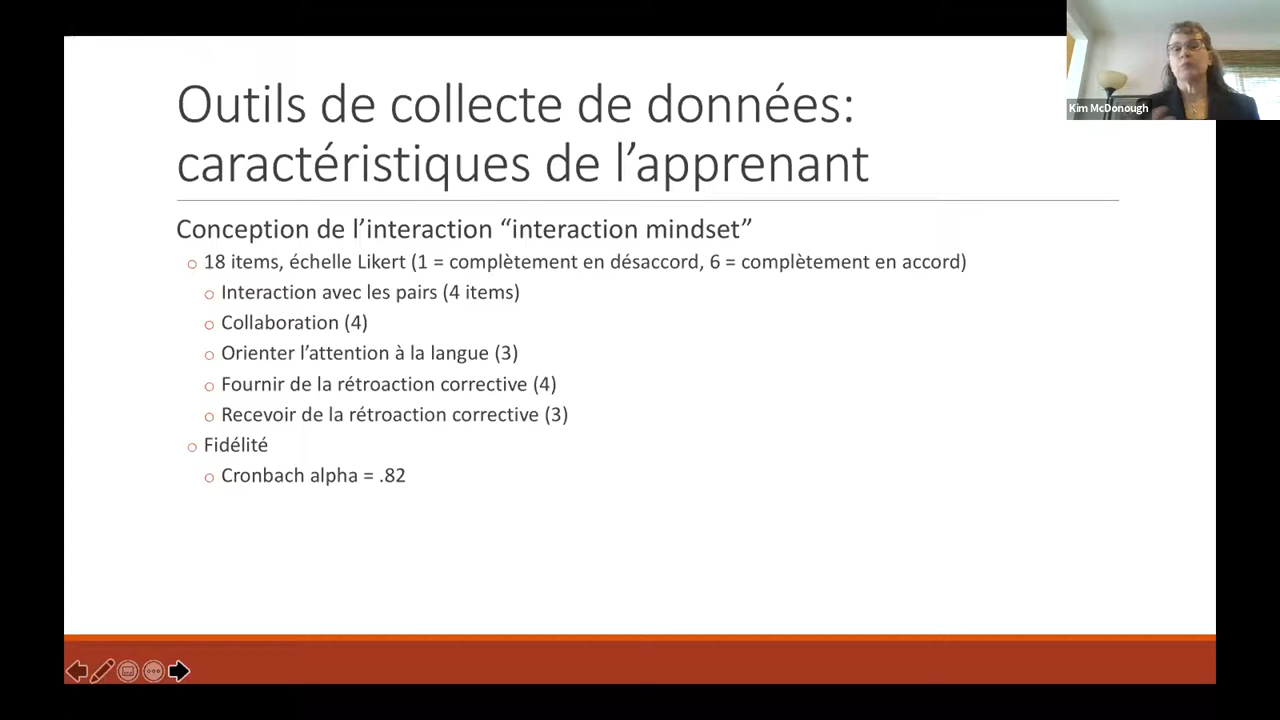 Outils de collecte de données:
caractéristiques de l’apprenant
Conception de l’interaction “interaction mindset”
18 items, échelle Likert (1 = complètement en désaccord, 6 = complètement en accord)
Interaction avec les pairs (4 items)
Collaboration (4)
Orienter l’attention à la langue (3)
Fournir de la rétroaction corrective (4)
Recevoir de la rétroaction corrective (3)
Fidélité
Cronbach alpha = .82
Kim McDonough